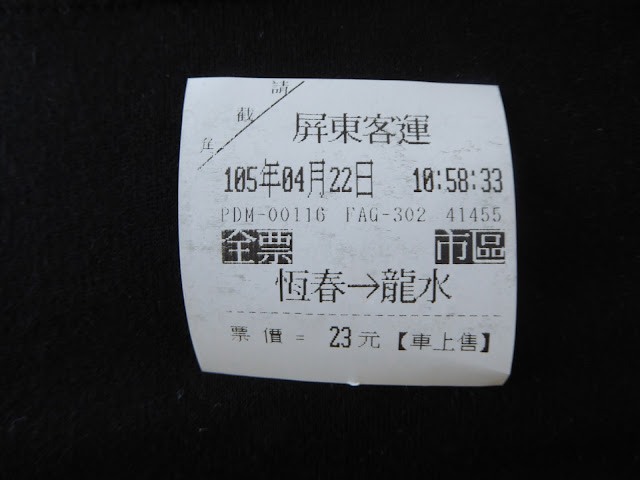 請截角
屏東客運
105年04月22日 10:58:33
PDM-00116 FAG-302 41455
全票 市區
恆春→龍水
票價 = 23元【車上售】